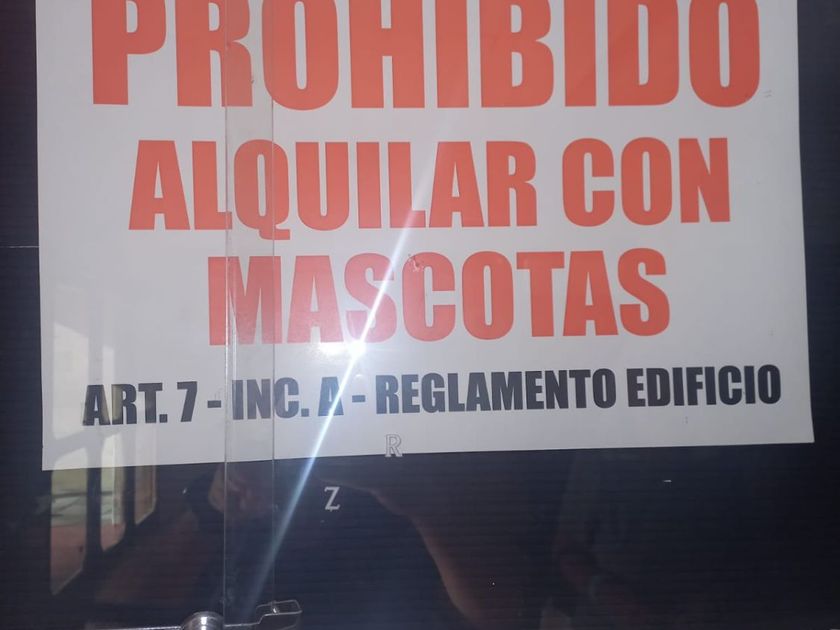 PROHIBIDO
ALQUILAR CON
MASCOTAS
ART. 7 - INC. A - REGLAMENTO EDIFICIO
R
Z